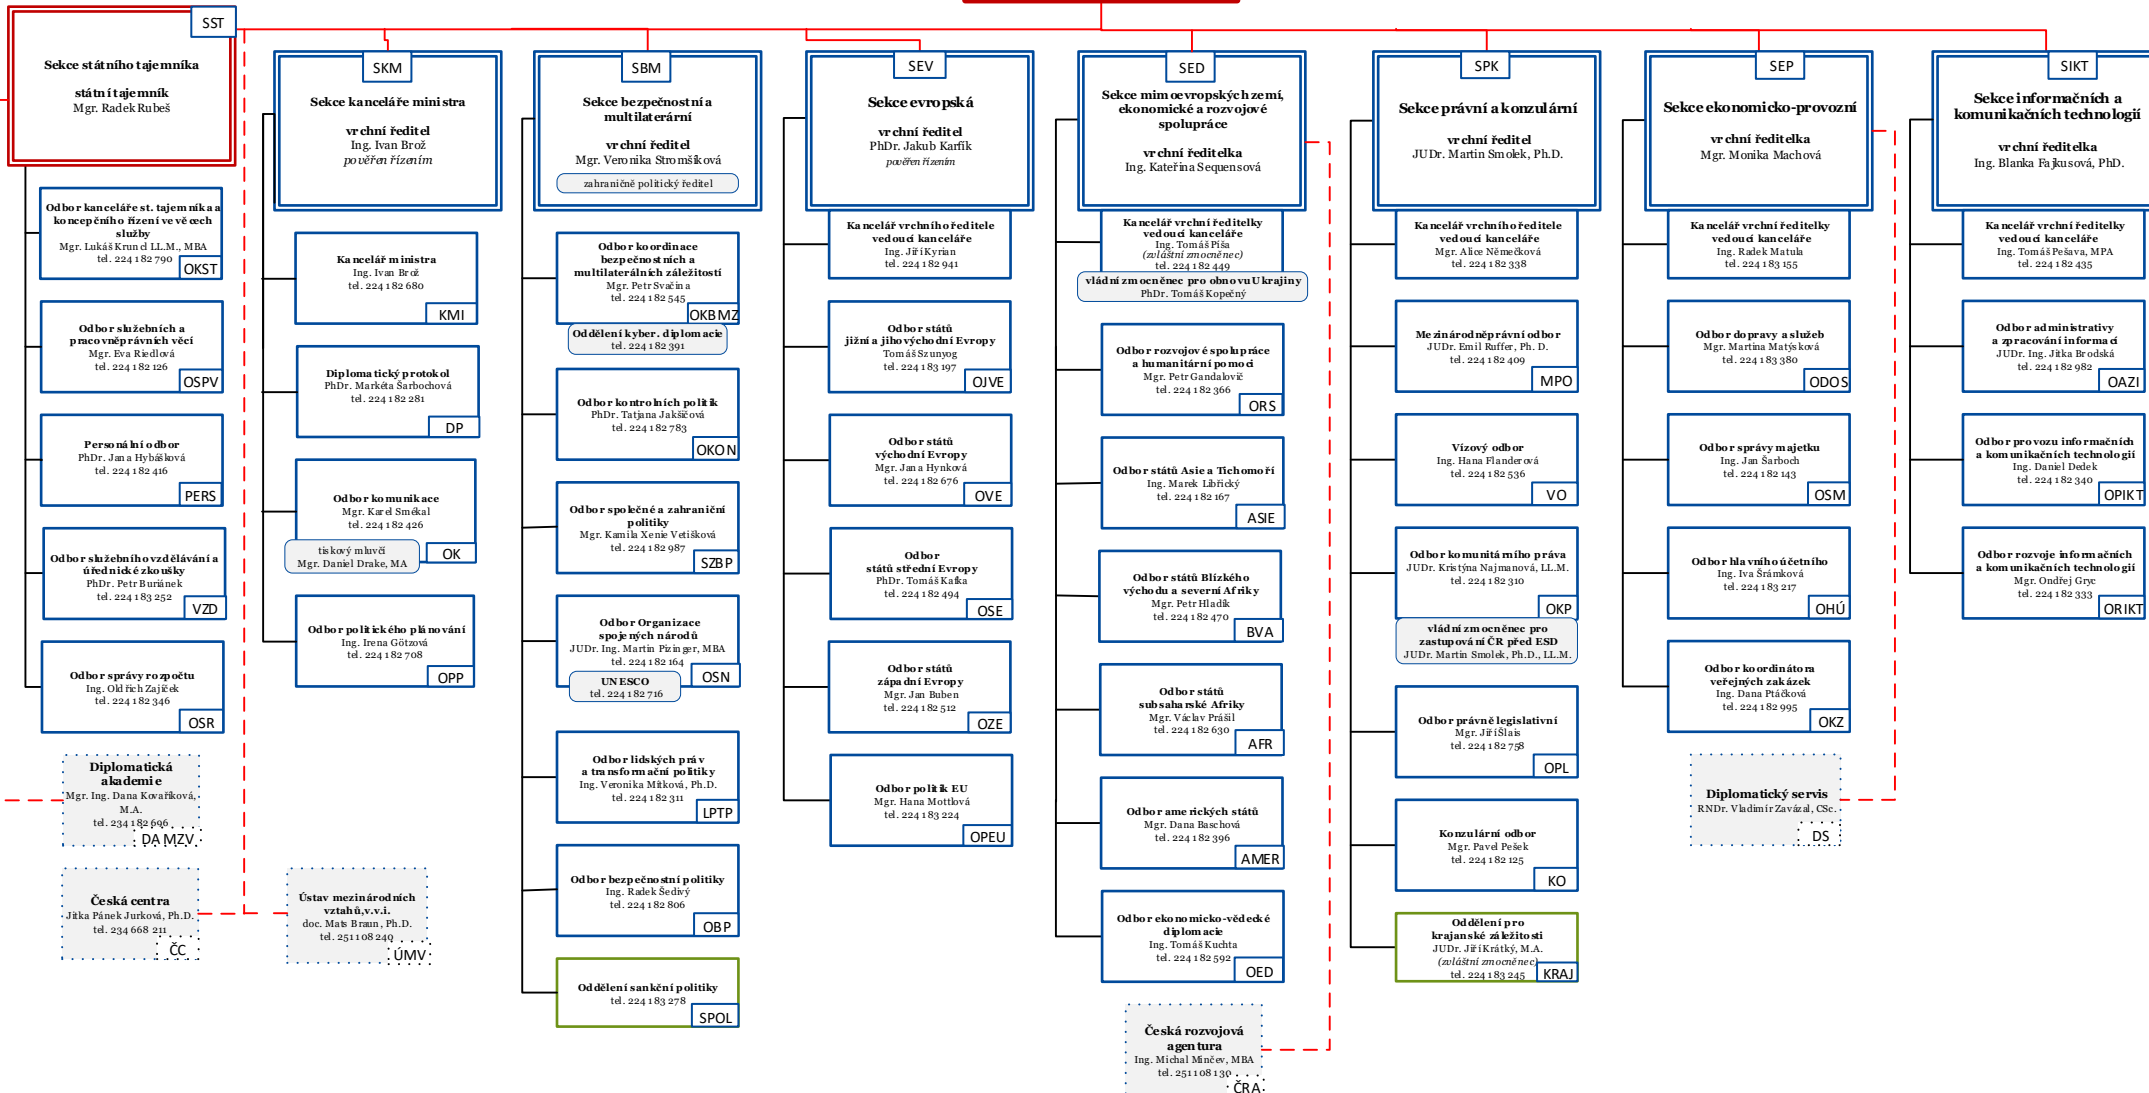 SST
Sekce státního tajemníka
státní tajemník
Mgr. Radek Rubeš
Odbor kanceláře st. tajemníka a
koncepčního řízení ve věcech
služby
Mgr. Lukáš Kruncl LL.M., MBA
tel. 224 182 790
OKST
Odbor služebních a
pracovněprávních věcí
Mgr. Eva Riedlová
tel. 224 182 126
OSPV
Personální odbor
PhDr. Jana Hybášková
tel. 224 182 416
PERS
Odbor služebního vzdělávání a
úřednické zkoušky
PhDr. Petr Buriánek
tel. 224 183 252
VZD
Odbor správy rozpočtu
Ing. Oldřich Zajíček
tel. 224 182 346
OSR
Diplomatická
akademie
Mgr. Ing. Dana Kovaříková,
M.A.
tel. 234 182 696
DA MZV
Česká centra
Jitka Pánek Jurková, Ph.D.
tel. 234 668 211
ČC
SKM
Sekce kanceláře ministra
vrchní ředitel
Ing. Ivan Brož
pověřen řízením
Kancelář ministra
Ing. Ivan Brož
tel. 224 182 680
KMI
Diplomatický protokol
PhDr. Markéta Šarbochová
tel. 224 182 281
DP
Odbor komunikace
Mgr. Karel Smékal
tel. 224 182 426
OK
tiskový mluvčí
Mgr. Daniel Drake, MA
Odbor politického plánování
Ing. Irena Götzová
tel. 224 182 708
OPP
Ústav mezinárodních
vztahů,v.v.i.
doc. Mats Braun, Ph.D.
tel. 251 108 240
ÚMV
SBM
Sekce bezpečnostní a
multilaterární
vrchní ředitel
Mgr. Veronika Stromšíková
zahraničně politický ředitel
Odbor koordinace
bezpečnostních a
multilaterálních záležitostí
Mgr. Petr Svačina
tel. 224 182 545
OKBMZ
Oddělení kyber. diplomacie
tel. 224 182 391
Odbor kontrolních politik
PhDr. Tatjana Jakšičová
tel. 224 182 783
OKON
Odbor společné a zahraniční
politiky
Mgr. Kamila Xenie Vetišková
tel. 224 182 987
SZBP
Odbor Organizace
spojených národů
JUDr. Ing. Martin Pizinger, MBA
tel. 224 182 164
OSN
UNESCO
tel. 224 182 716
Odbor lidských práv
a transformační politiky
Ing. Veronika Mítková, Ph.D.
tel. 224 182 311
LPTP
Odbor bezpečnostní politiky
Ing. Radek Šedivý
tel. 224 182 806
OBP
Oddělení sankční politiky
tel. 224 183 278
SPOL
SEV
Sekce evropská
vrchní ředitel
PhDr. Jakub Karfík
pověřen řízením
Kancelář vrchního ředitele
vedoucí kanceláře
Ing. Jiří Kyrian
tel. 224 182 941
Odbor států
jižní a jihovýchodní Evropy
Tomáš Szunyog
tel. 224 183 197
OJVE
Odbor států
východní Evropy
Mgr. Jana Hynková
tel. 224 182 676
OVE
Odbor
států střední Evropy
PhDr. Tomáš Kafka
tel. 224 182 494
OSE
Odbor států
západní Evropy
Mgr. Jan Buben
tel. 224 182 512
OZE
Odbor politik EU
Mgr. Hana Mottlová
tel. 224 183 224
OPEU
SED
Sekce mimoevropských zemí,
ekonomické a rozvojové
spolupráce
vrchní ředitelka
Ing. Kateřina Sequensová
Kancelář vrchní ředitelky
vedoucí kanceláře
Ing. Tomáš Píša
(zvláštní zmocněnec)
tel. 224 182 449
vládní zmocněnec pro obnovu Ukrajiny
PhDr. Tomáš Kopečný
Odbor rozvojové spolupráce
a humanitární pomoci
Mgr. Petr Gandalovič
tel. 224 182 366
ORS
Odbor států Asie a Tichomoří
Ing. Marek Libřický
tel. 224 182 167
ASIE
Odbor států Blízkého
východu a severní Afriky
Mgr. Petr Hladík
tel. 224 182 470
BVA
Odbor států
subsaharské Afriky
Mgr. Václav Prášil
tel. 224 182 630
AFR
Odbor amerických států
Mgr. Dana Baschová
tel. 224 182 396
AMER
Odbor ekonomicko-vědecké
diplomacie
Ing. Tomáš Kuchta
tel. 224 182 592
OED
Česká rozvojová
agentura
Ing. Michal Minčev, MBA
tel. 251 108 130
ČRA
SPK
Sekce právní a konzulární
vrchní ředitel
JUDr. Martin Smolek, Ph.D.
Kancelář vrchního ředitele
vedoucí kanceláře
Mgr. Alice Němečková
tel. 224 182 338
Mezinárodněprávní odbor
JUDr. Emil Ruffer, Ph. D.
tel. 224 182 409
MPO
Vízový odbor
Ing. Hana Flanderová
tel. 224 182 536
VO
Odbor komunitárního práva
JUDr. Kristýna Najmanová, LL.M.
tel. 224 182 310
OKP
vládní zmocněnec pro
zastupování ČR před ESD
JUDr. Martin Smolek, Ph.D., LL.M.
Odbor právně legislativní
Mgr. Jiří Šlais
tel. 224 182 758
OPL
Konzulární odbor
Mgr. Pavel Pešek
tel. 224 182 125
KO
Oddělení pro
krajanské záležitosti
JUDr. Jiří Krátký, M.A.
(zvláštní zmocněnec)
tel. 224 183 245
KRAJ
SEP
Sekce ekonomicko-provozní
vrchní ředitelka
Mgr. Monika Machová
Kancelář vrchní ředitelky
vedoucí kanceláře
Ing. Radek Matula
tel. 224 183 155
Odbor dopravy a služeb
Mgr. Martina Matýsková
tel. 224 183 380
ODOS
Odbor správy majetku
Ing. Jan Šarboch
tel. 224 182 143
OSM
Odbor hlavního účetního
Ing. Iva Šrámková
tel. 224 183 217
OHÚ
Odbor koordinátora
veřejných zakázek
Ing. Dana Ptáčková
tel. 224 182 995
OKZ
Diplomatický servis
RNDr. Vladimír Zavázal, CSc.
DS
SIKT
Sekce informačních a
komunikačních technologií
vrchní ředitelka
Ing. Blanka Fajkusová, PhD.
Kancelář vrchní ředitelky
vedoucí kanceláře
Ing. Tomáš Pešava, MPA
tel. 224 182 435
Odbor administrativy
a zpracování informací
JUDr. Ing. Jitka Brodská
tel. 224 182 982
OAZI
Odbor provozu informačních
a komunikačních technologií
Ing. Daniel Dedek
tel. 224 182 340
OPIKT
Odbor rozvoje informačních
a komunikačních technologií
Mgr. Ondřej Gryc
tel. 224 182 333
ORIKT